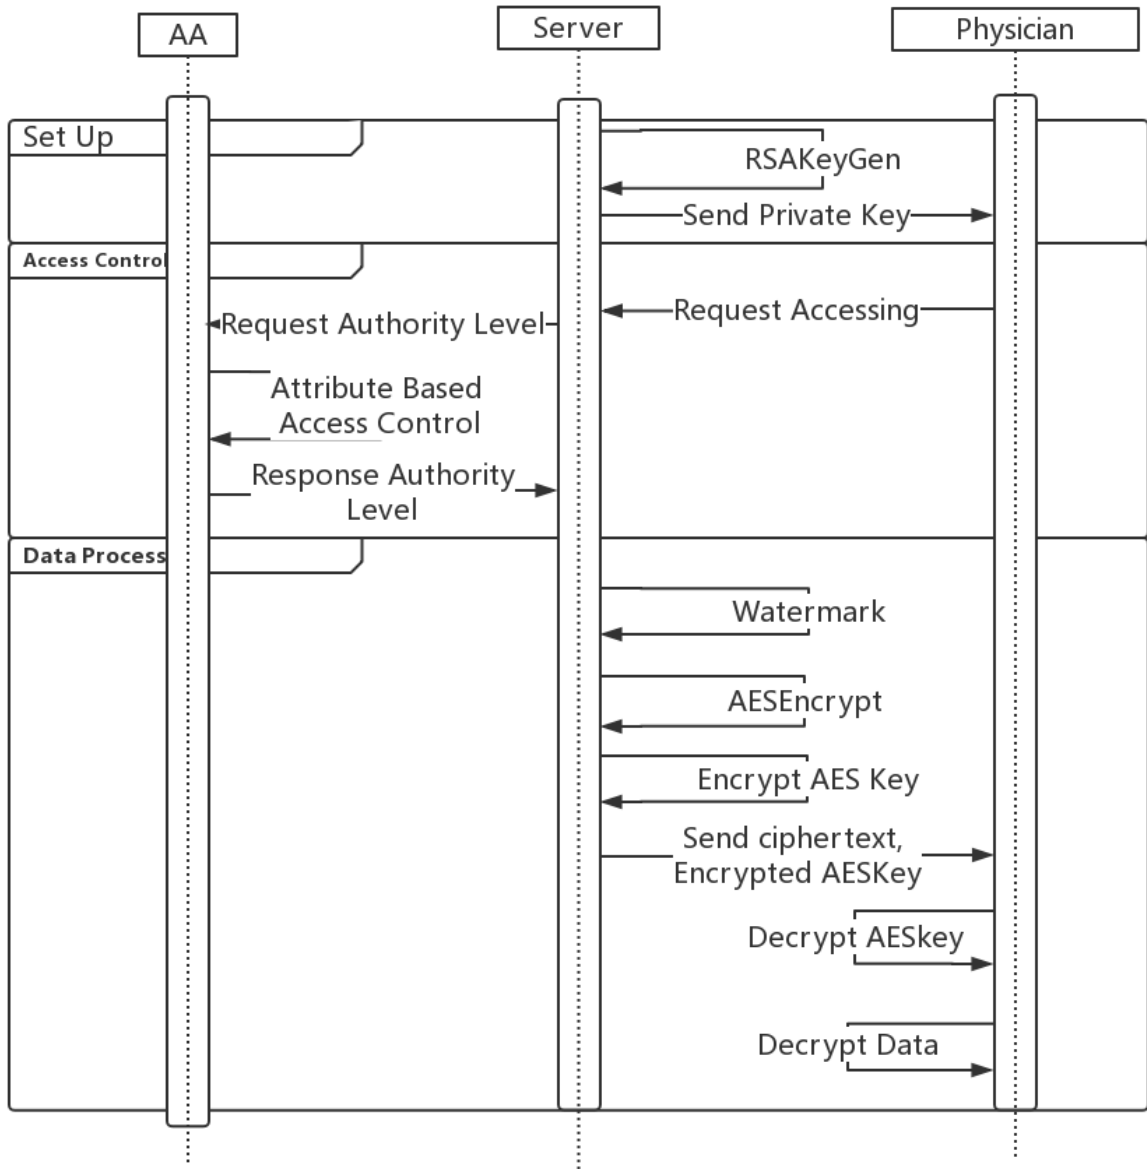 AA
Server
Physician
Set Up
RSAKeyGen
Send Private Key
Access Control
Request Accessing
Request Authority Level
Attribute Based
Access Control
Response Authority
Level
Data Process
Watermark
AESEncrypt
Encrypt AES Key
Send ciphertext,
Encrypted AESKey
Decrypt AESkey
Decrypt Data